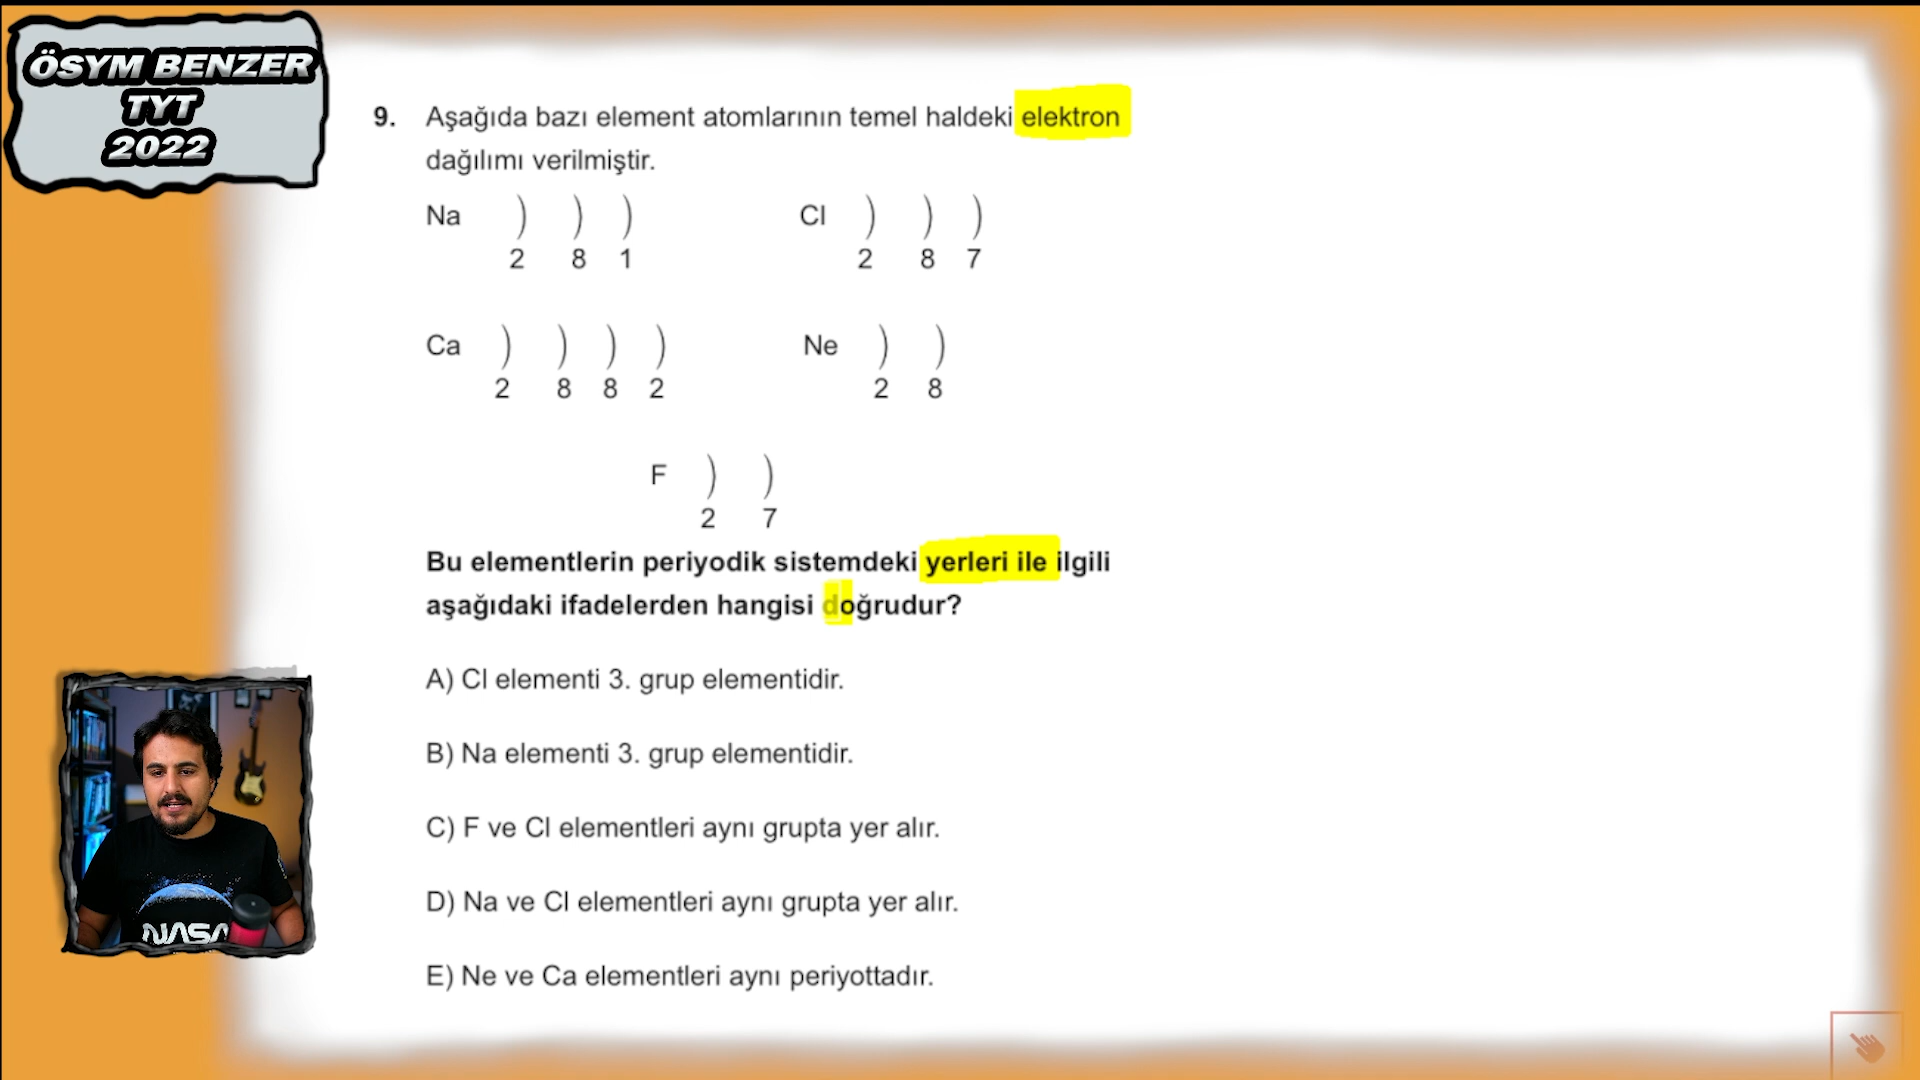 ÖSYM BENZER
TYT
2022
9. Aşağıda bazı element atomlarının temel haldeki elektron
dağılımı verilmiştir.
Na ) ) ) Cl ) ) )
2 8 1 2 8 7
Ca ) ) ) ) Ne ) )
2 8 8 2 2 8
F ) )
2 7
Bu elementlerin periyodik sistemdeki yerleri ile ilgili
aşağıdaki ifadelerden hangisi doğrudur?
A) Cl elementi 3. grup elementidir.
B) Na elementi 3. grup elementidir.
C) F ve Cl elementleri aynı grupta yer alır.
D) Na ve Cl elementleri aynı grupta yer alır.
E) Ne ve Ca elementleri aynı periyottadır.
NASA